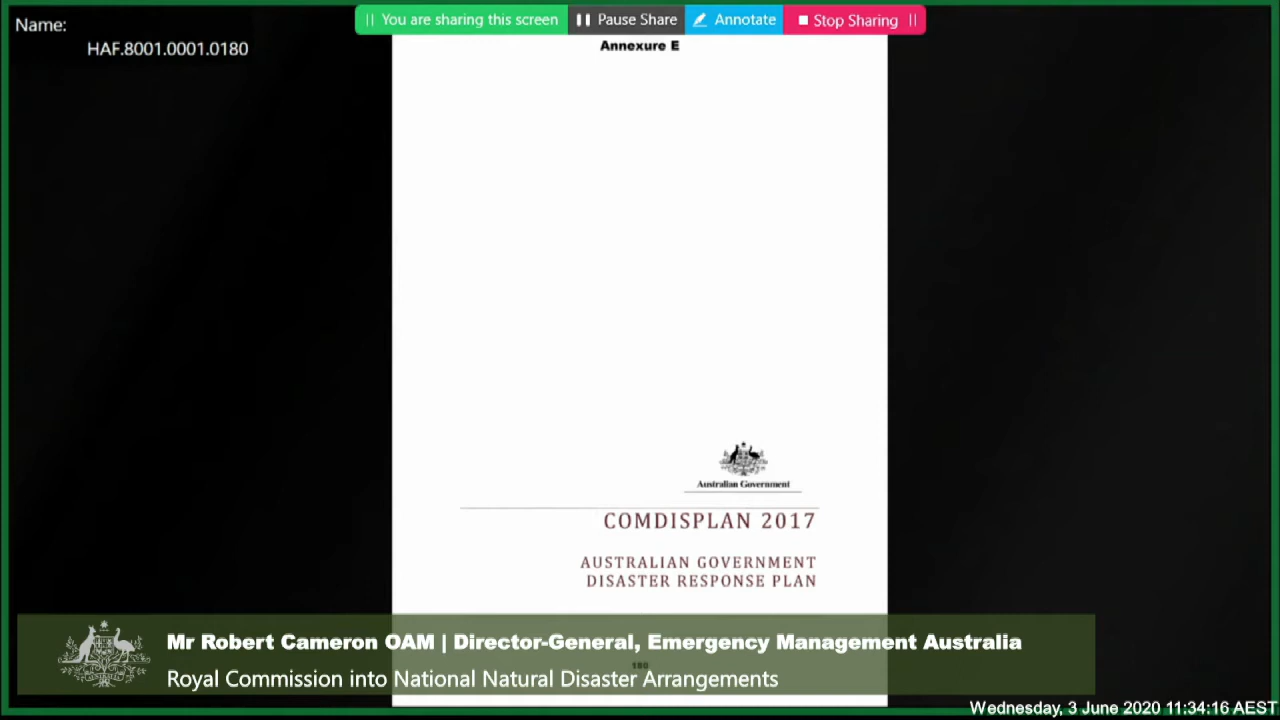 Name:
HAF.8001.0001.0180
You are sharing this screen
Pause Share
Annotate
Stop Sharing
Annexure E
Australian Government
COMDISPLAN 2017
AUSTRALIAN GOVERNMENT
DISASTER RESPONSE PLAN
Mr Robert Cameron OAM | Director-General, Emergency Management Australia
180
Royal Commission into National Natural Disaster Arrangements
Wednesday, 3 June 2020 11:34:16 AEST